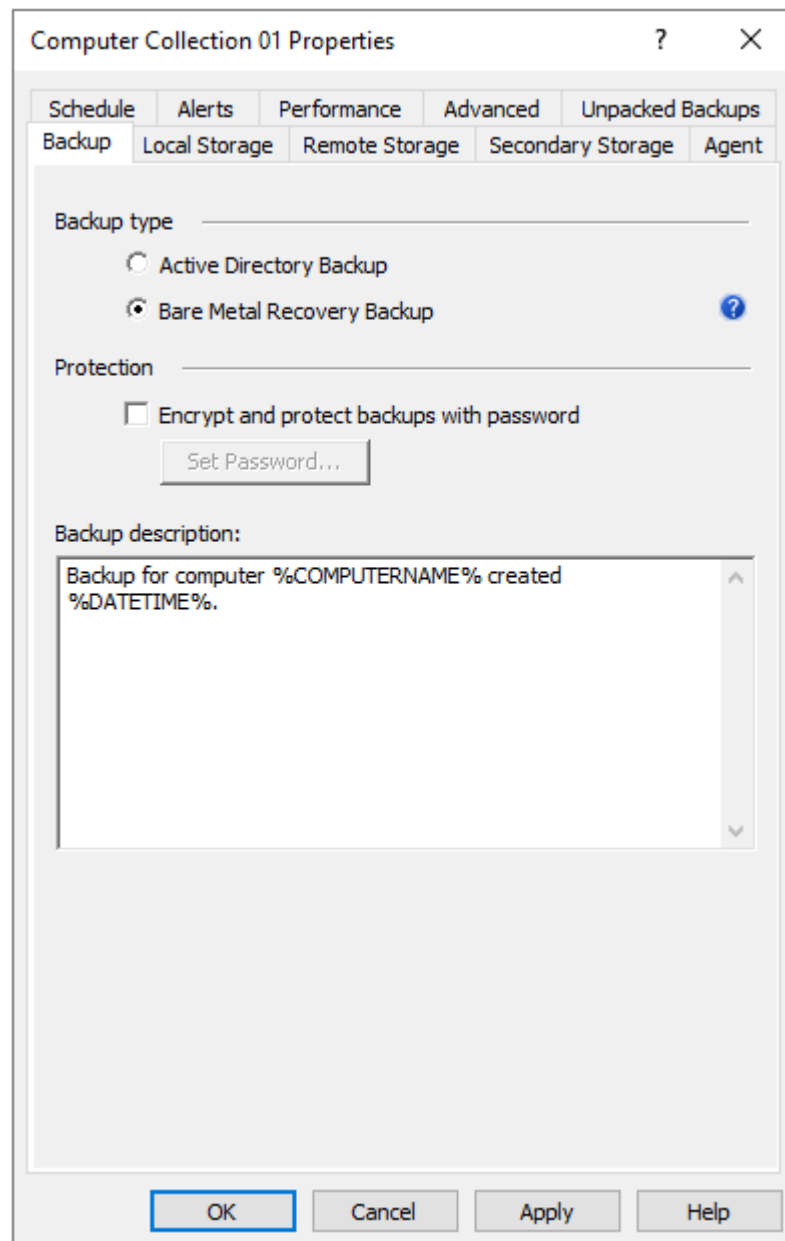 Computer Collection 01 Properties ?
Schedule Alerts Performance Advanced Unpacked Backups
Backup Local Storage Remote Storage Secondary Storage Agent
Backup type
Active Directory Backup
Bare Metal Recovery Backup ?
Protection
Encrypt and protect backups with password
Set Password...
Backup description:
Backup for computer %COMPUTERNAME% created
%DATETIME%.
OK Cancel Apply Help